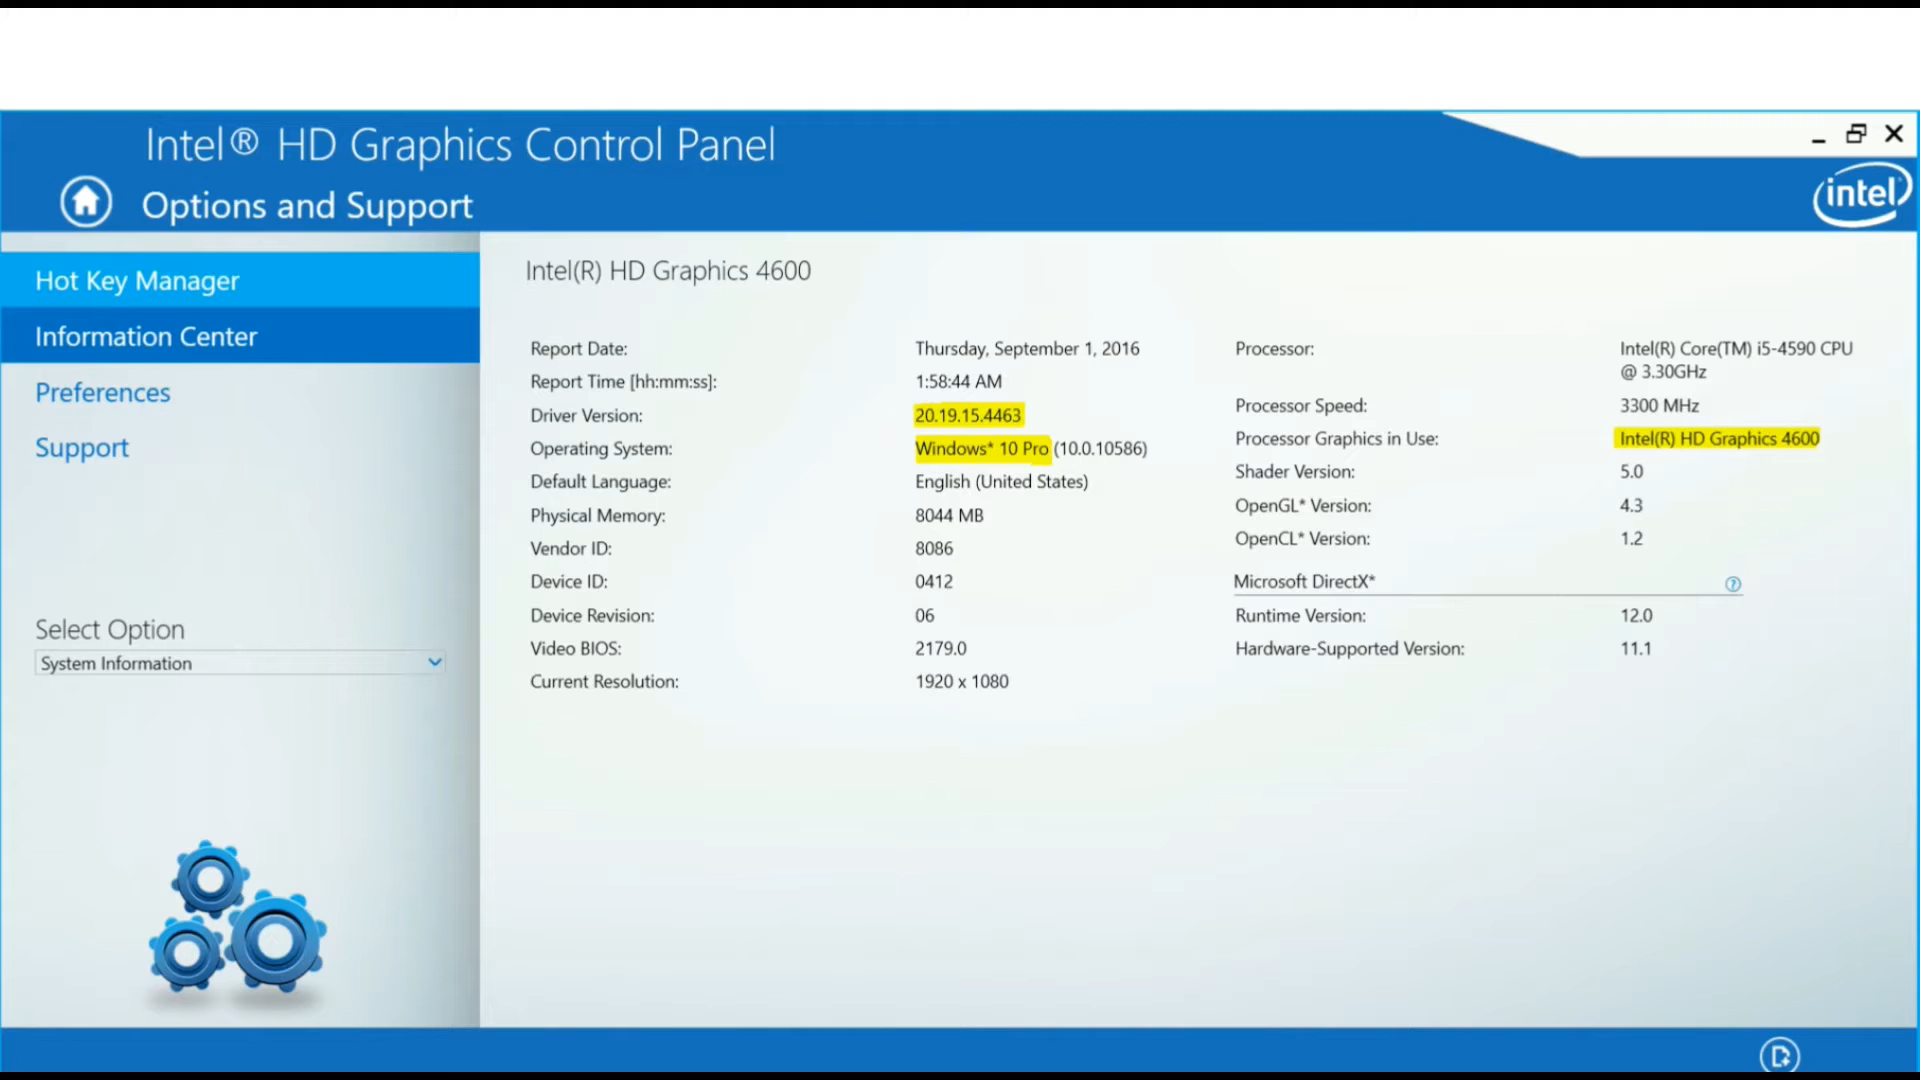 Intel® HD Graphics Control Panel
Options and Support
intel
Hot Key Manager
Information Center
Preferences
Support
Select Option
System Information
Intel(R) HD Graphics 4600
Report Date: Thursday, September 1, 2016
Report Time [hh:mm:ss]: 1:58:44 AM
Driver Version: 20.19.15.4463
Operating System: Windows* 10 Pro (10.0.10586)
Default Language: English (United States)
Physical Memory: 8044 MB
Vendor ID: 8086
Device ID: 0412
Device Revision: 06
Video BIOS: 2179.0
Current Resolution: 1920 x 1080
Processor: Intel(R) Core(TM) i5-4590 CPU
@ 3.30GHz
Processor Speed: 3300 MHz
Processor Graphics in Use: Intel(R) HD Graphics 4600
Shader Version: 5.0
OpenGL* Version: 4.3
OpenCL* Version: 1.2
Microsoft DirectX* ?
Runtime Version: 12.0
Hardware-Supported Version: 11.1